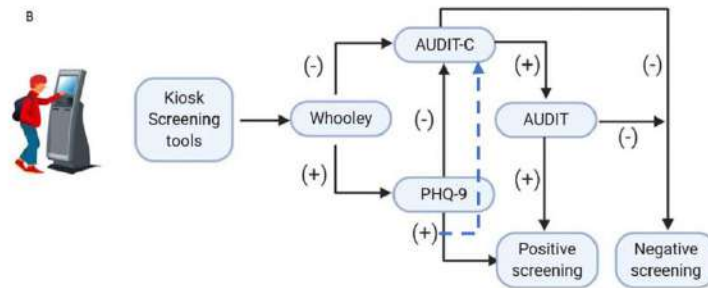 B
AUDIT-C
(-)
(+)
(-)
Kiosk
Screening
tools
Whooley
(-)
AUDIT
(-)
(+)
PHQ-9
(+)
(+)
Positive
screening
Negative
screening